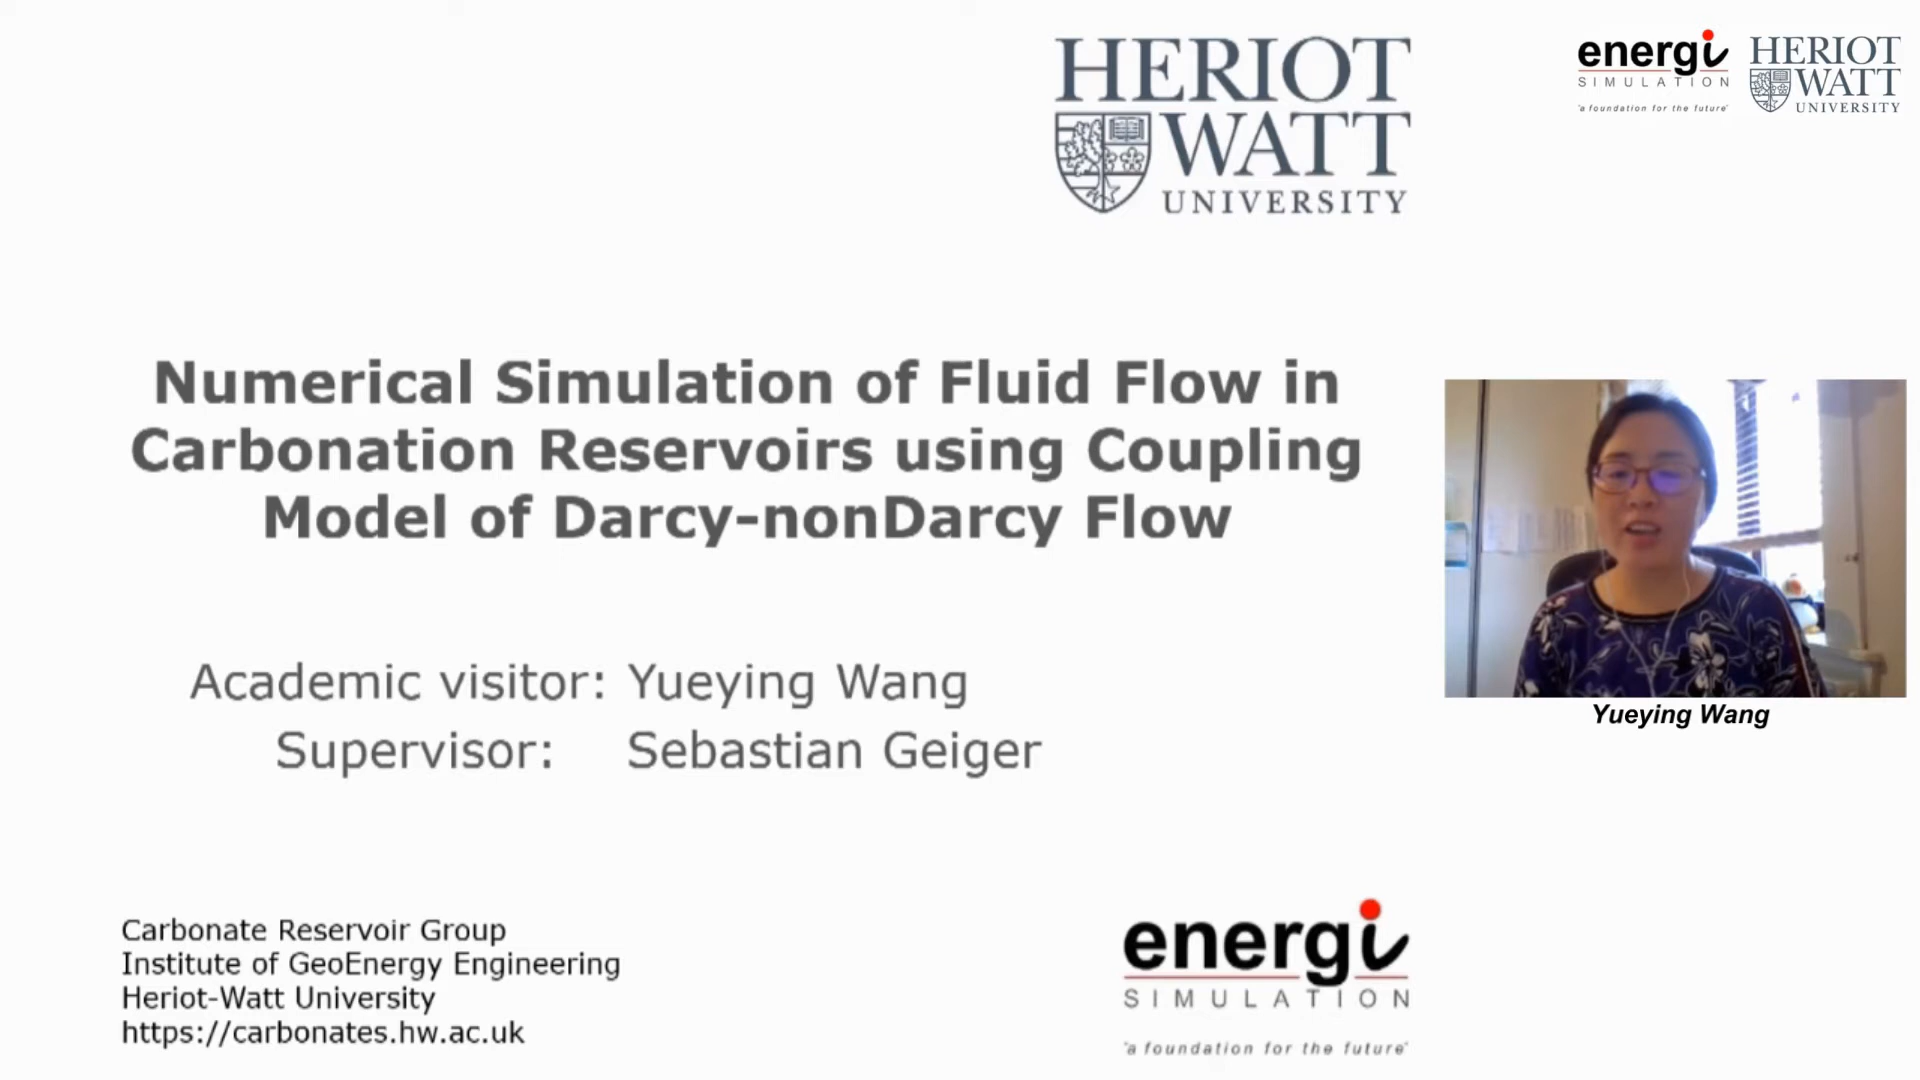 HERIOT
WATT
UNIVERSITY
energi
SIMULATION
'a foundation for the future'
HERIOT
WATT
UNIVERSITY
Numerical Simulation of Fluid Flow in
Carbonation Reservoirs using Coupling
Model of Darcy-nonDarcy Flow
Academic visitor: Yueying Wang
Supervisor: Sebastian Geiger
Yueying Wang
Carbonate Reservoir Group
Institute of GeoEnergy Engineering
Heriot-Watt University
https://carbonates.hw.ac.uk
energi
SIMULATION
'a foundation for the future'